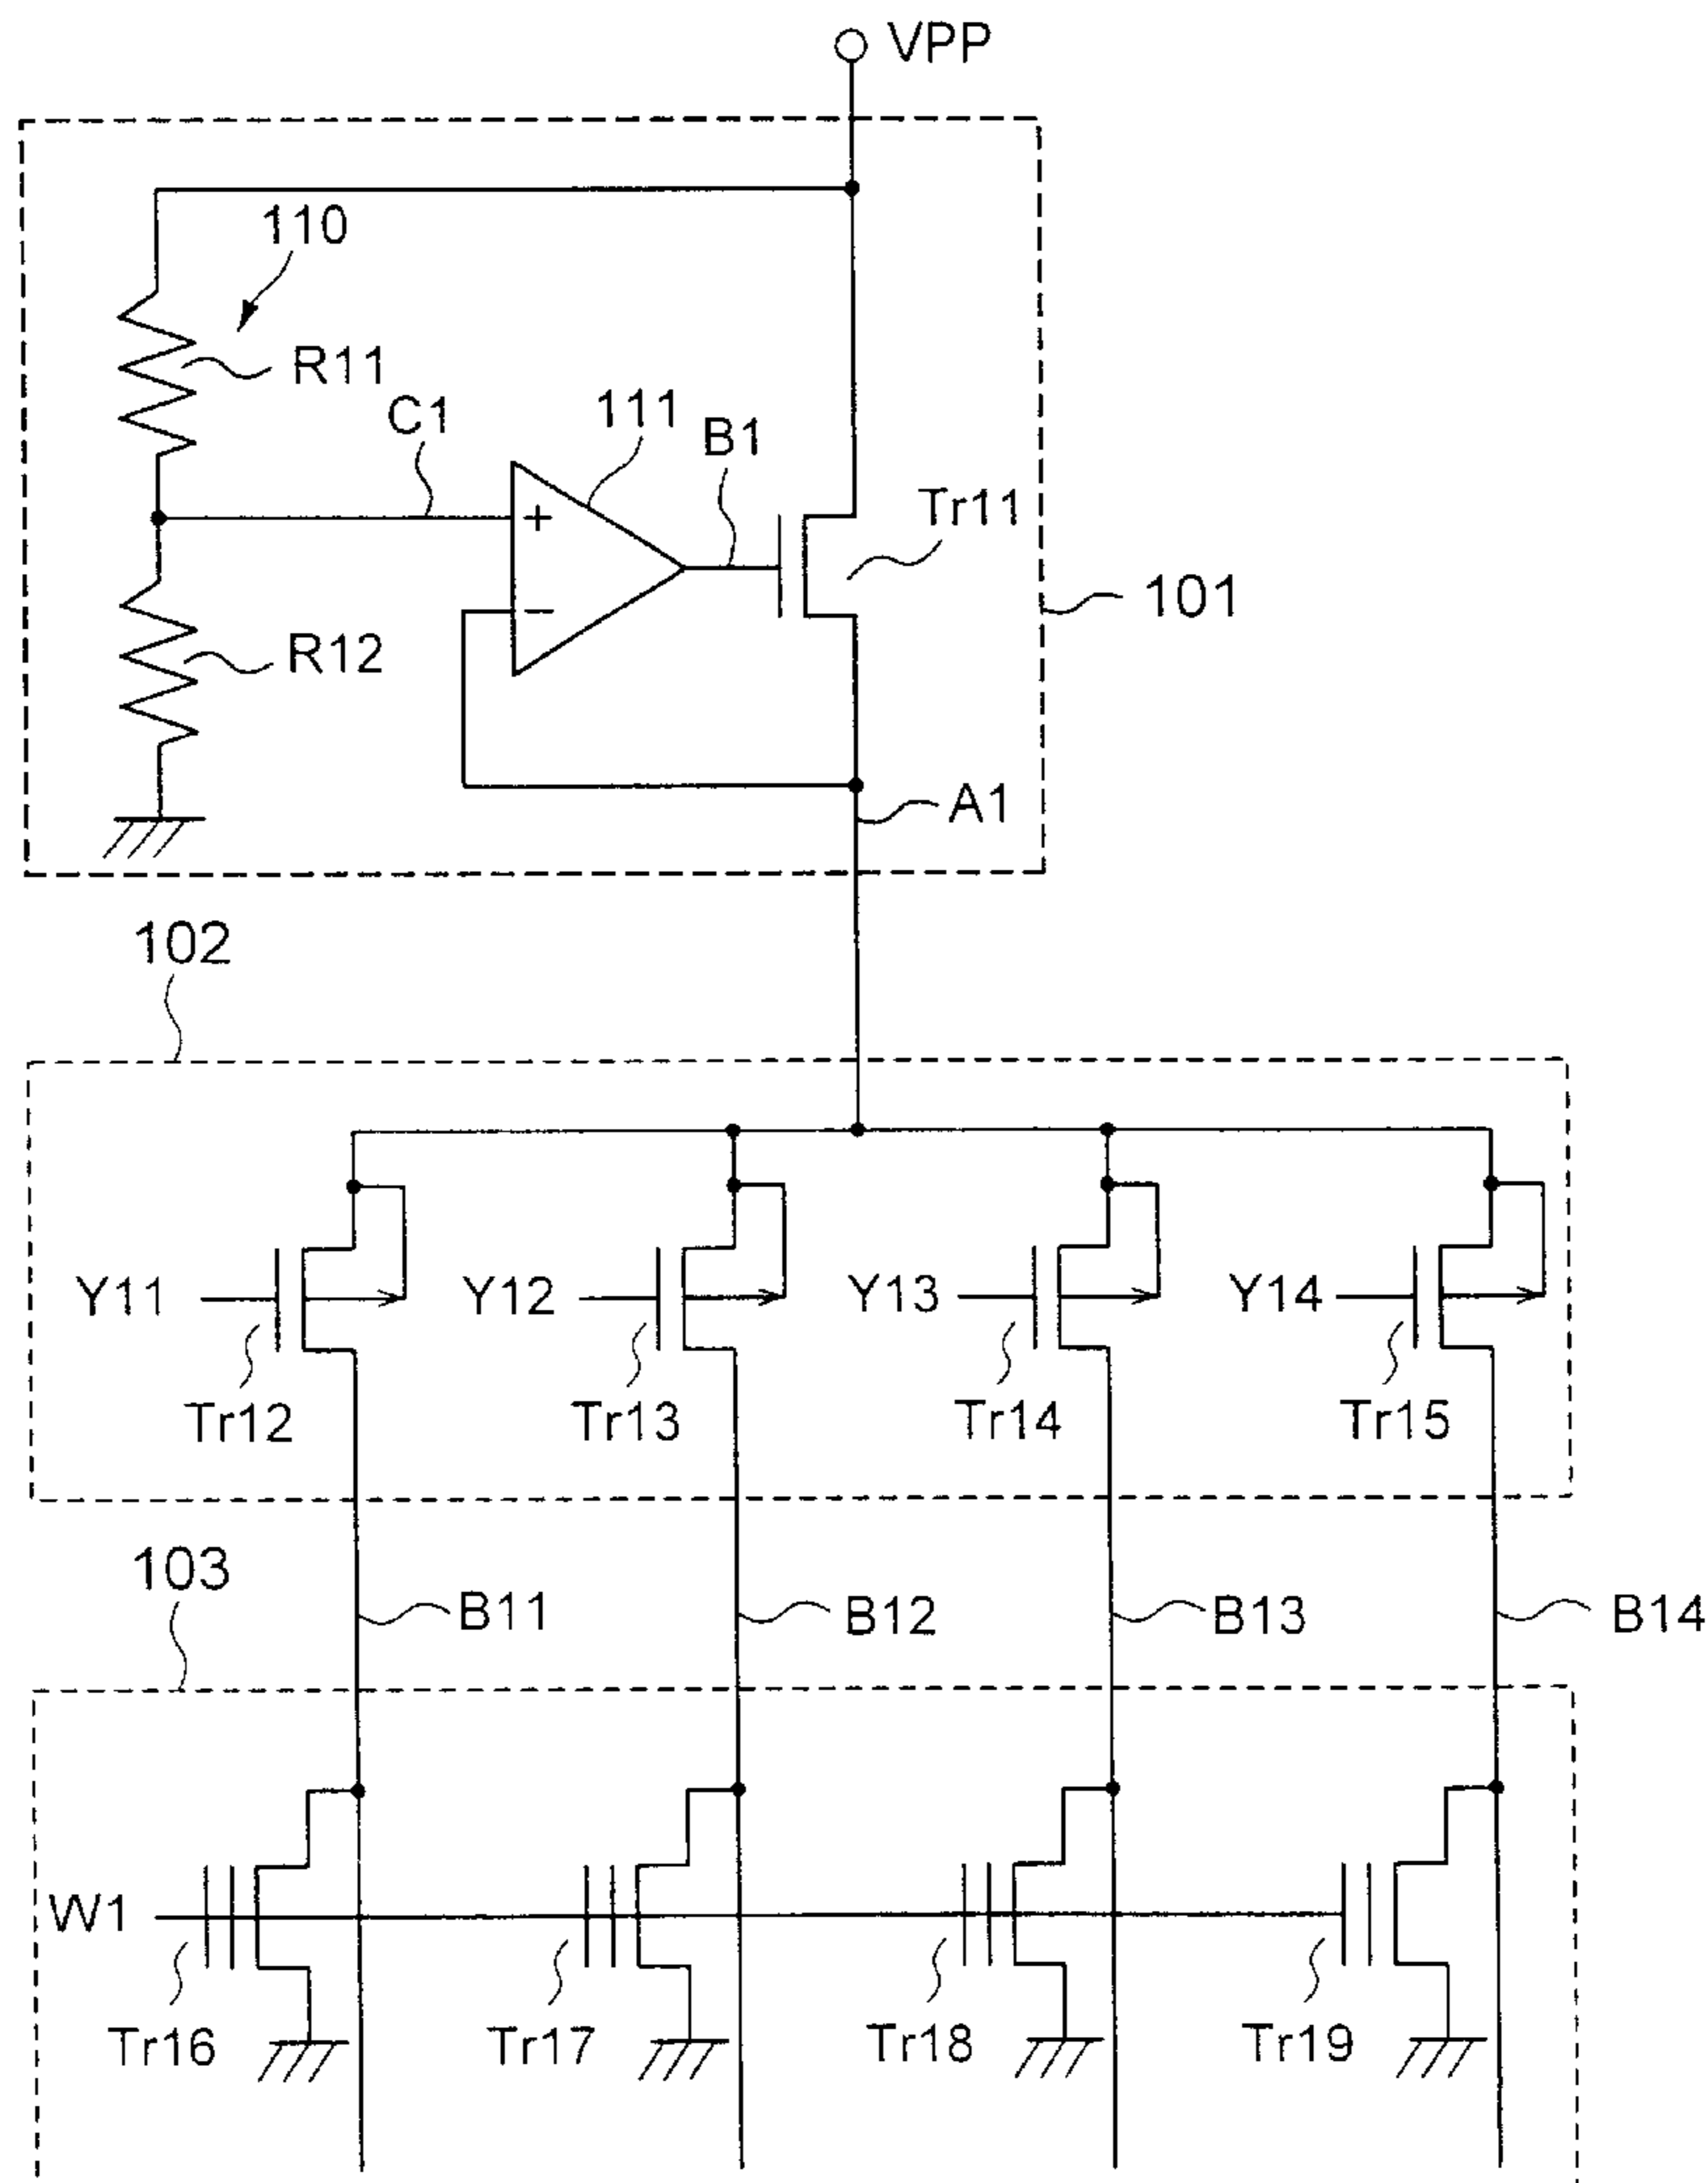 VPP
110
R11
C1
111
B1
Tr11
+
−
101
R12
A1
102
Y11
Y12
Y13
Y14
Tr12
Tr13
Tr14
Tr15
103
B11
B12
B13
B14
W1
Tr16
Tr17
Tr18
Tr19